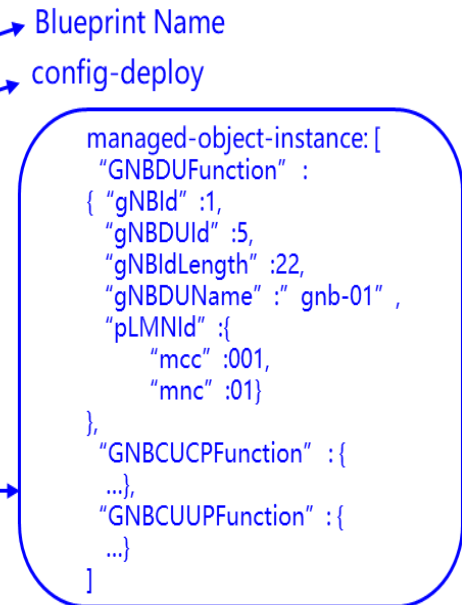 Blueprint Name
config-deploy
managed-object-instance: [
“GNBDUFunction” :
{ “gNBId” :1,
“gNBDUId” :5,
“gNBIdLength” :22,
“gNBDUName” :” gnb-01” ,
“pLMNId” :{
“mcc” :001,
“mnc” :01}
},
“GNBCUCPFunction” : {
...},
“GNBCUUPFunction” : {
...}
]